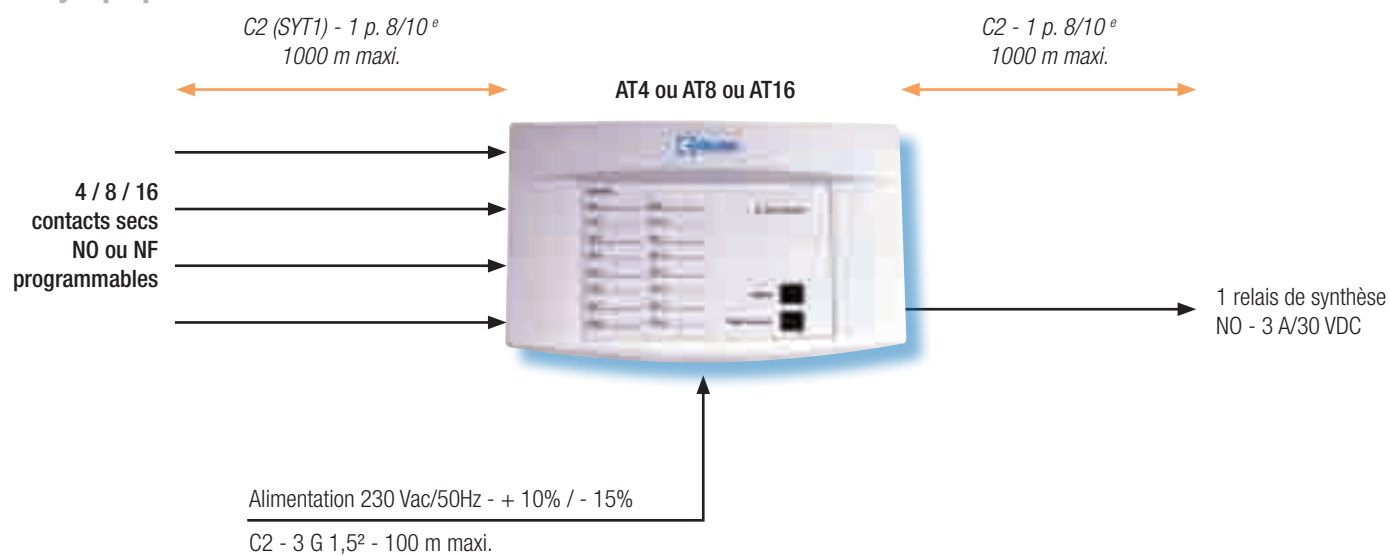 C2 (SYT1) - 1 p. 8/10 e
1000 m maxi.
C2 - 1 p. 8/10 e
1000 m maxi.
AT4 ou AT8 ou AT16
4 / 8 / 16
contacts secs
NO ou NF
programmables
1 relais de synthèse
NO - 3 A/30 VDC
Alimentation 230 Vac/50Hz - + 10% / - 15%
C2 - 3 G 1,5² - 100 m maxi.